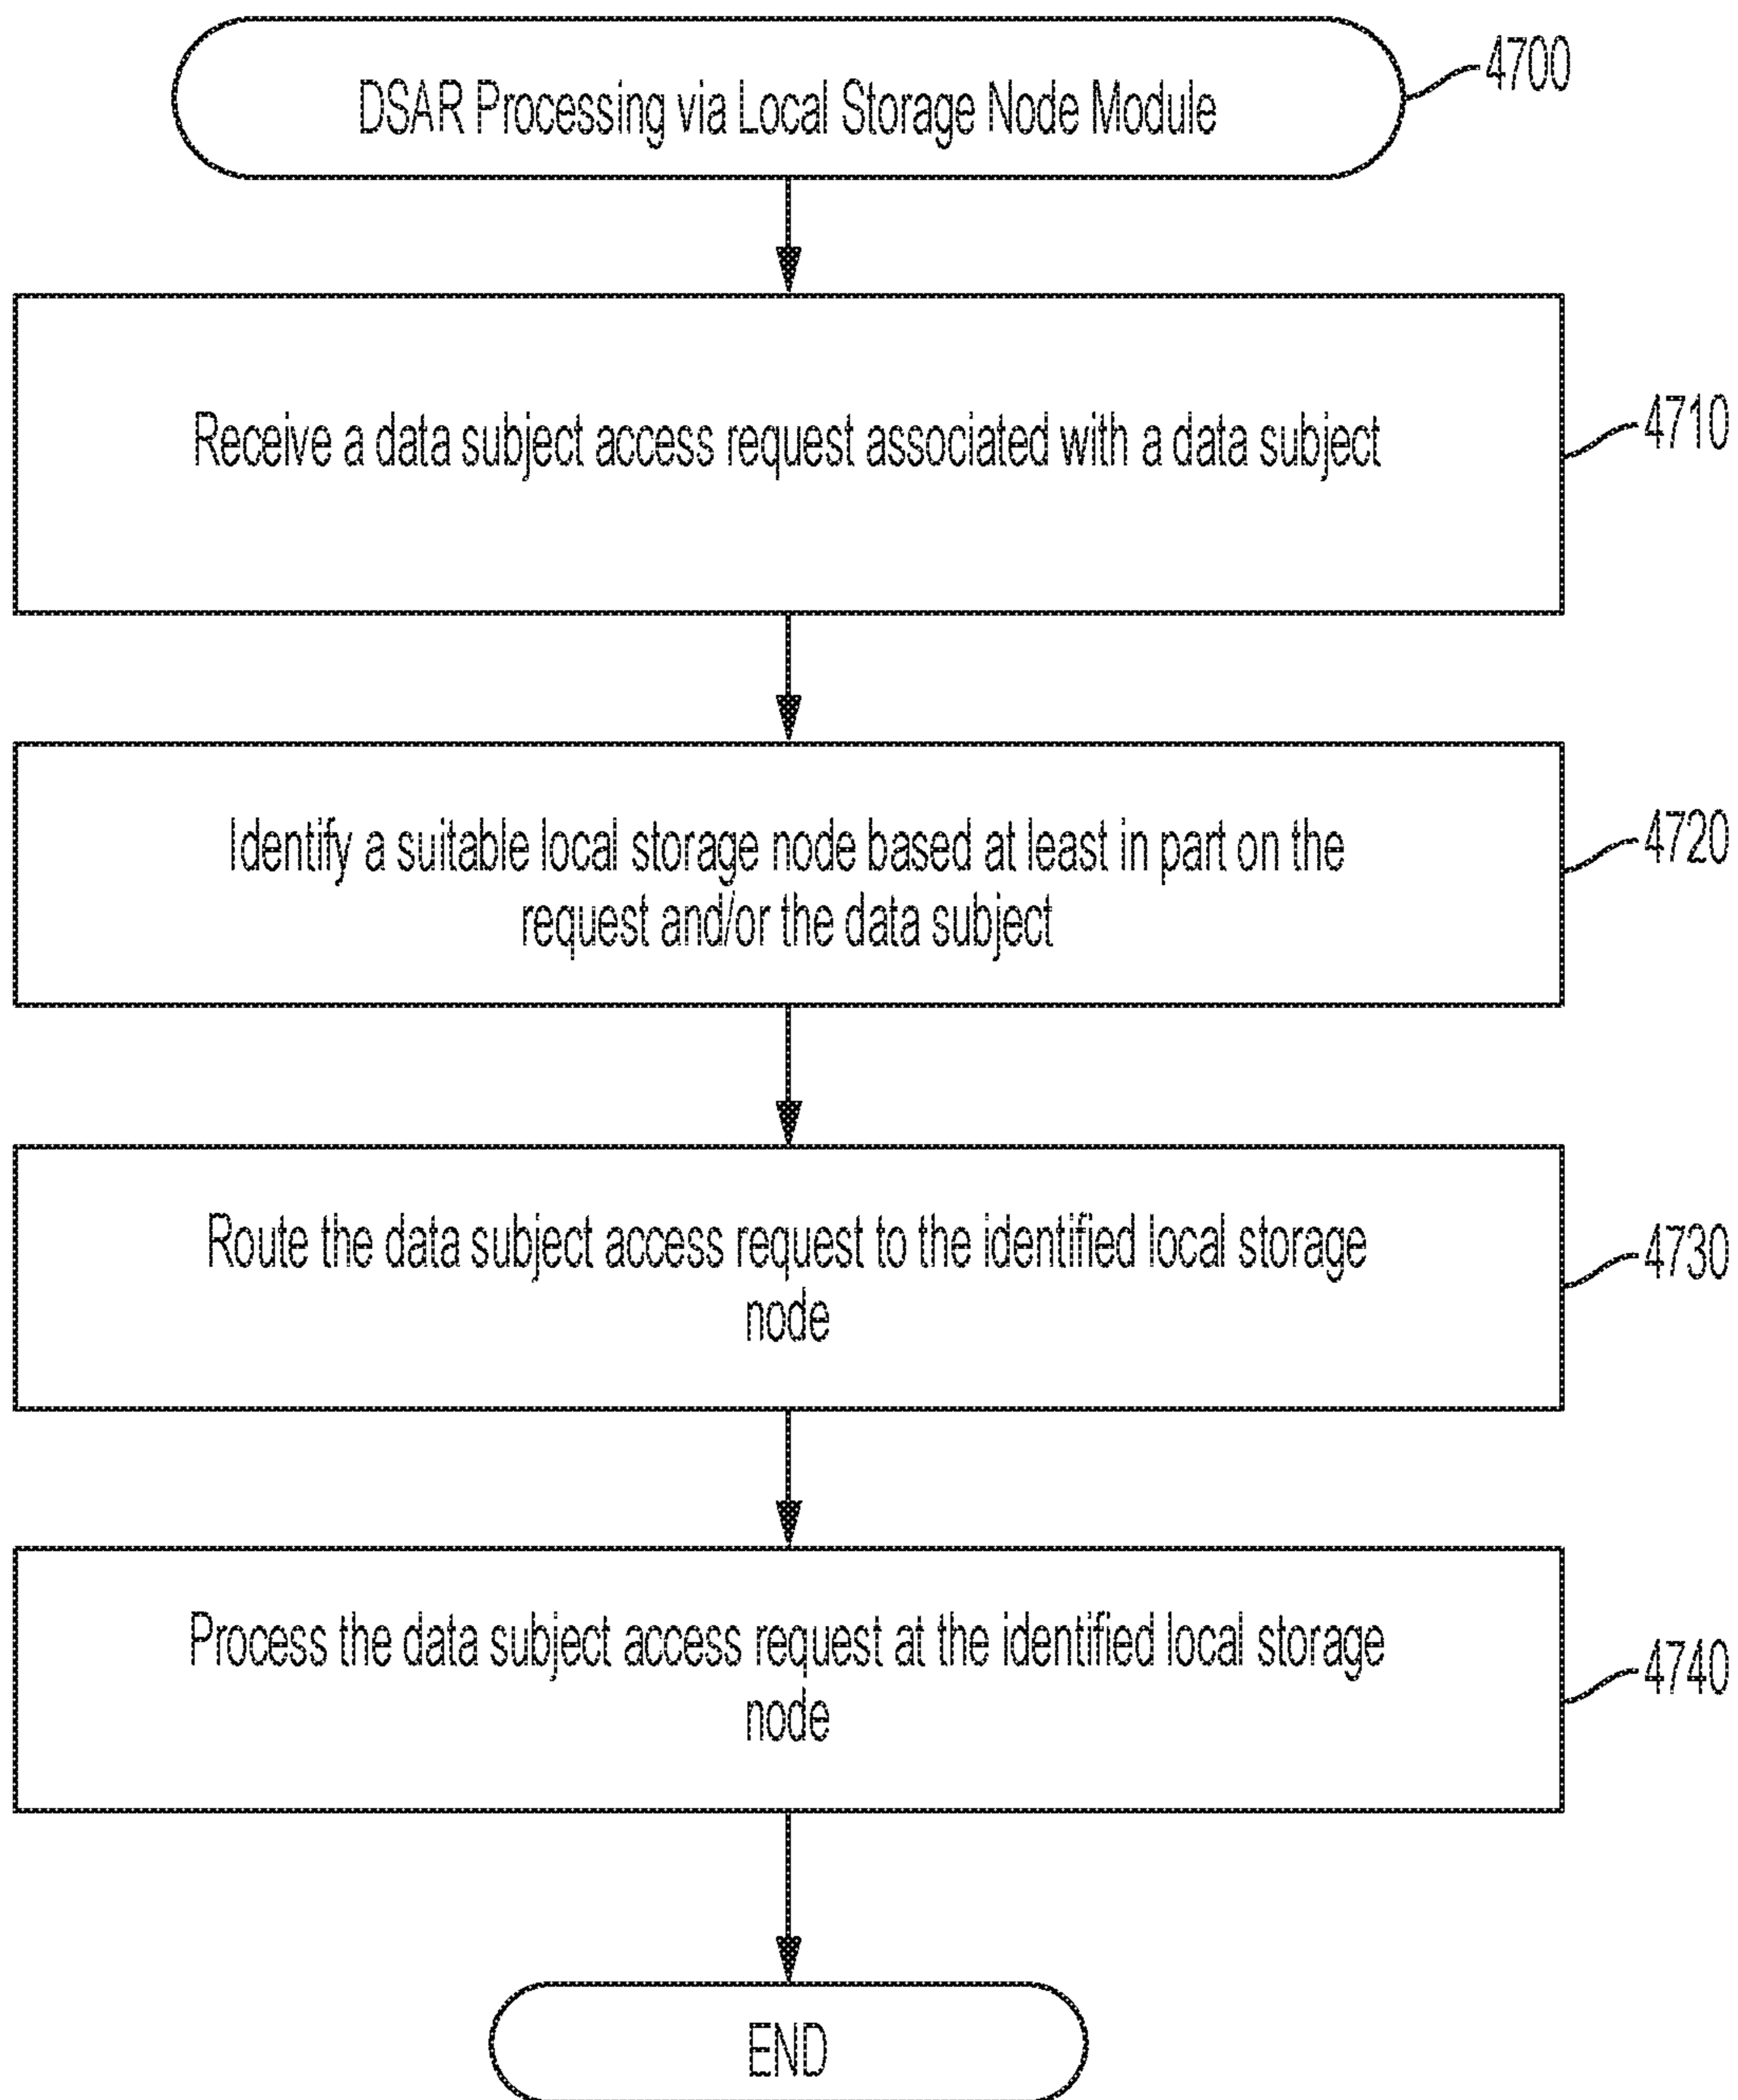 DSAR Processing via Local Storage Node Module
4700
Receive a data subject access request associated with a data subject
4710
Identify a suitable local storage node based at least in part on the
request and/or the data subject
4720
Route the data subject access request to the identified local storage
node
4730
Process the data subject access request at the identified local storage
node
4740
END